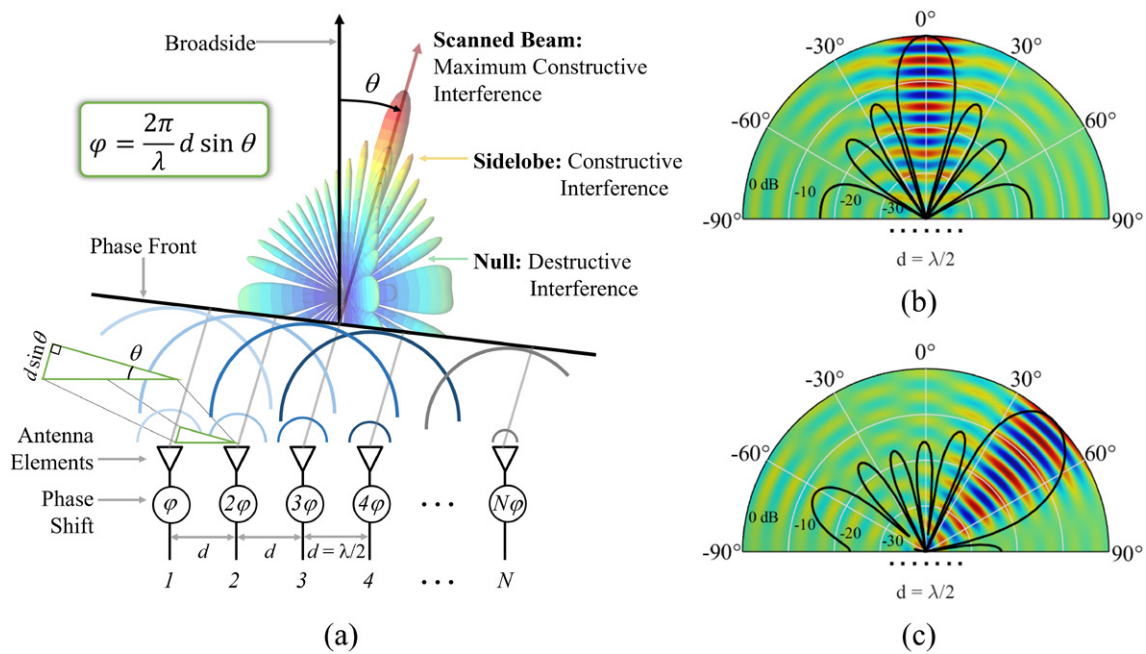 Broadside
Scanned Beam:
Maximum Constructive
Interference
θ
φ = 2π/λ d sin θ
Sidelobe: Constructive
Interference
Phase Front
Null: Destructive
Interference
d sinθ
θ
Antenna
Elements
Phase
Shift
φ 2φ 3φ 4φ ··· Nφ
d d d = λ/2
1 2 3 4 ··· N
(a)
0°
-30° 30°
-60° 60°
0 dB -10 -20 -30
-90° 90°
d = λ/2
(b)
0°
-30° 30°
-60° 60°
0 dB -10 -20 -30
-90° 90°
d = λ/2
(c)